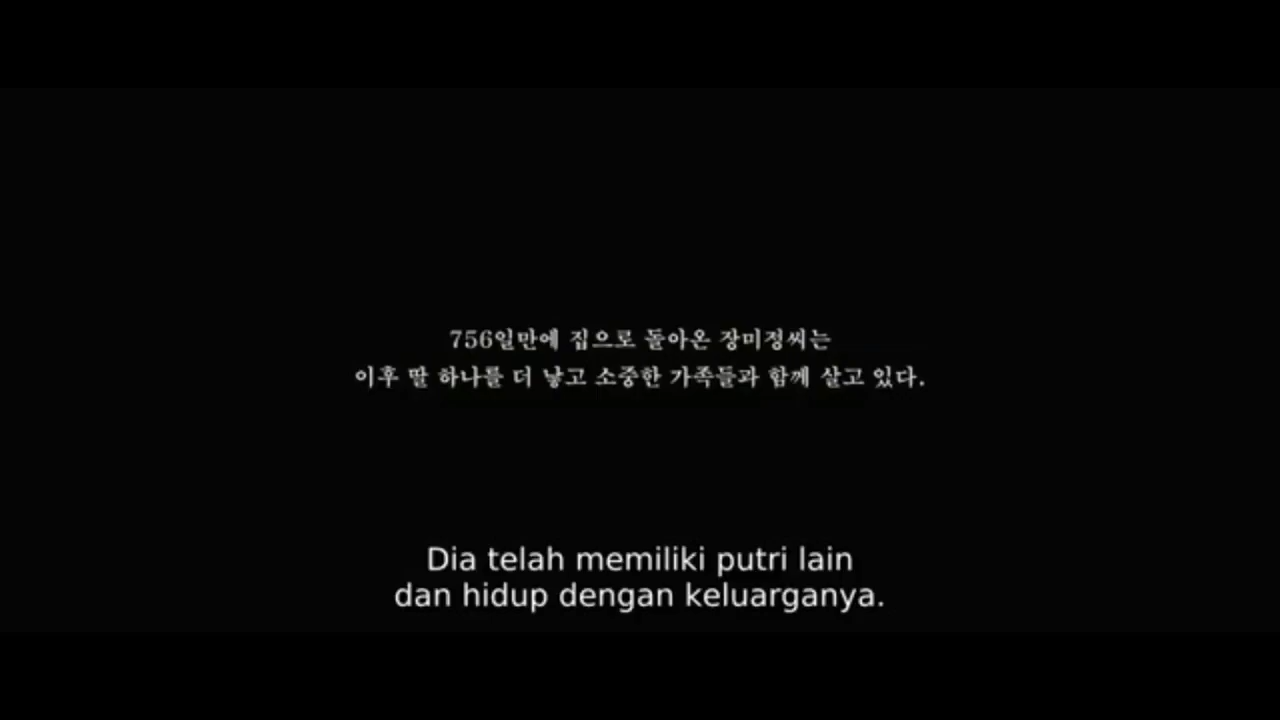 756일만에 집으로 돌아온 장미정씨는
이후 딸 하나를 더 낳고 소중한 가족들과 함께 살고 있다.
Dia telah memiliki putri lain
dan hidup dengan keluarganya.